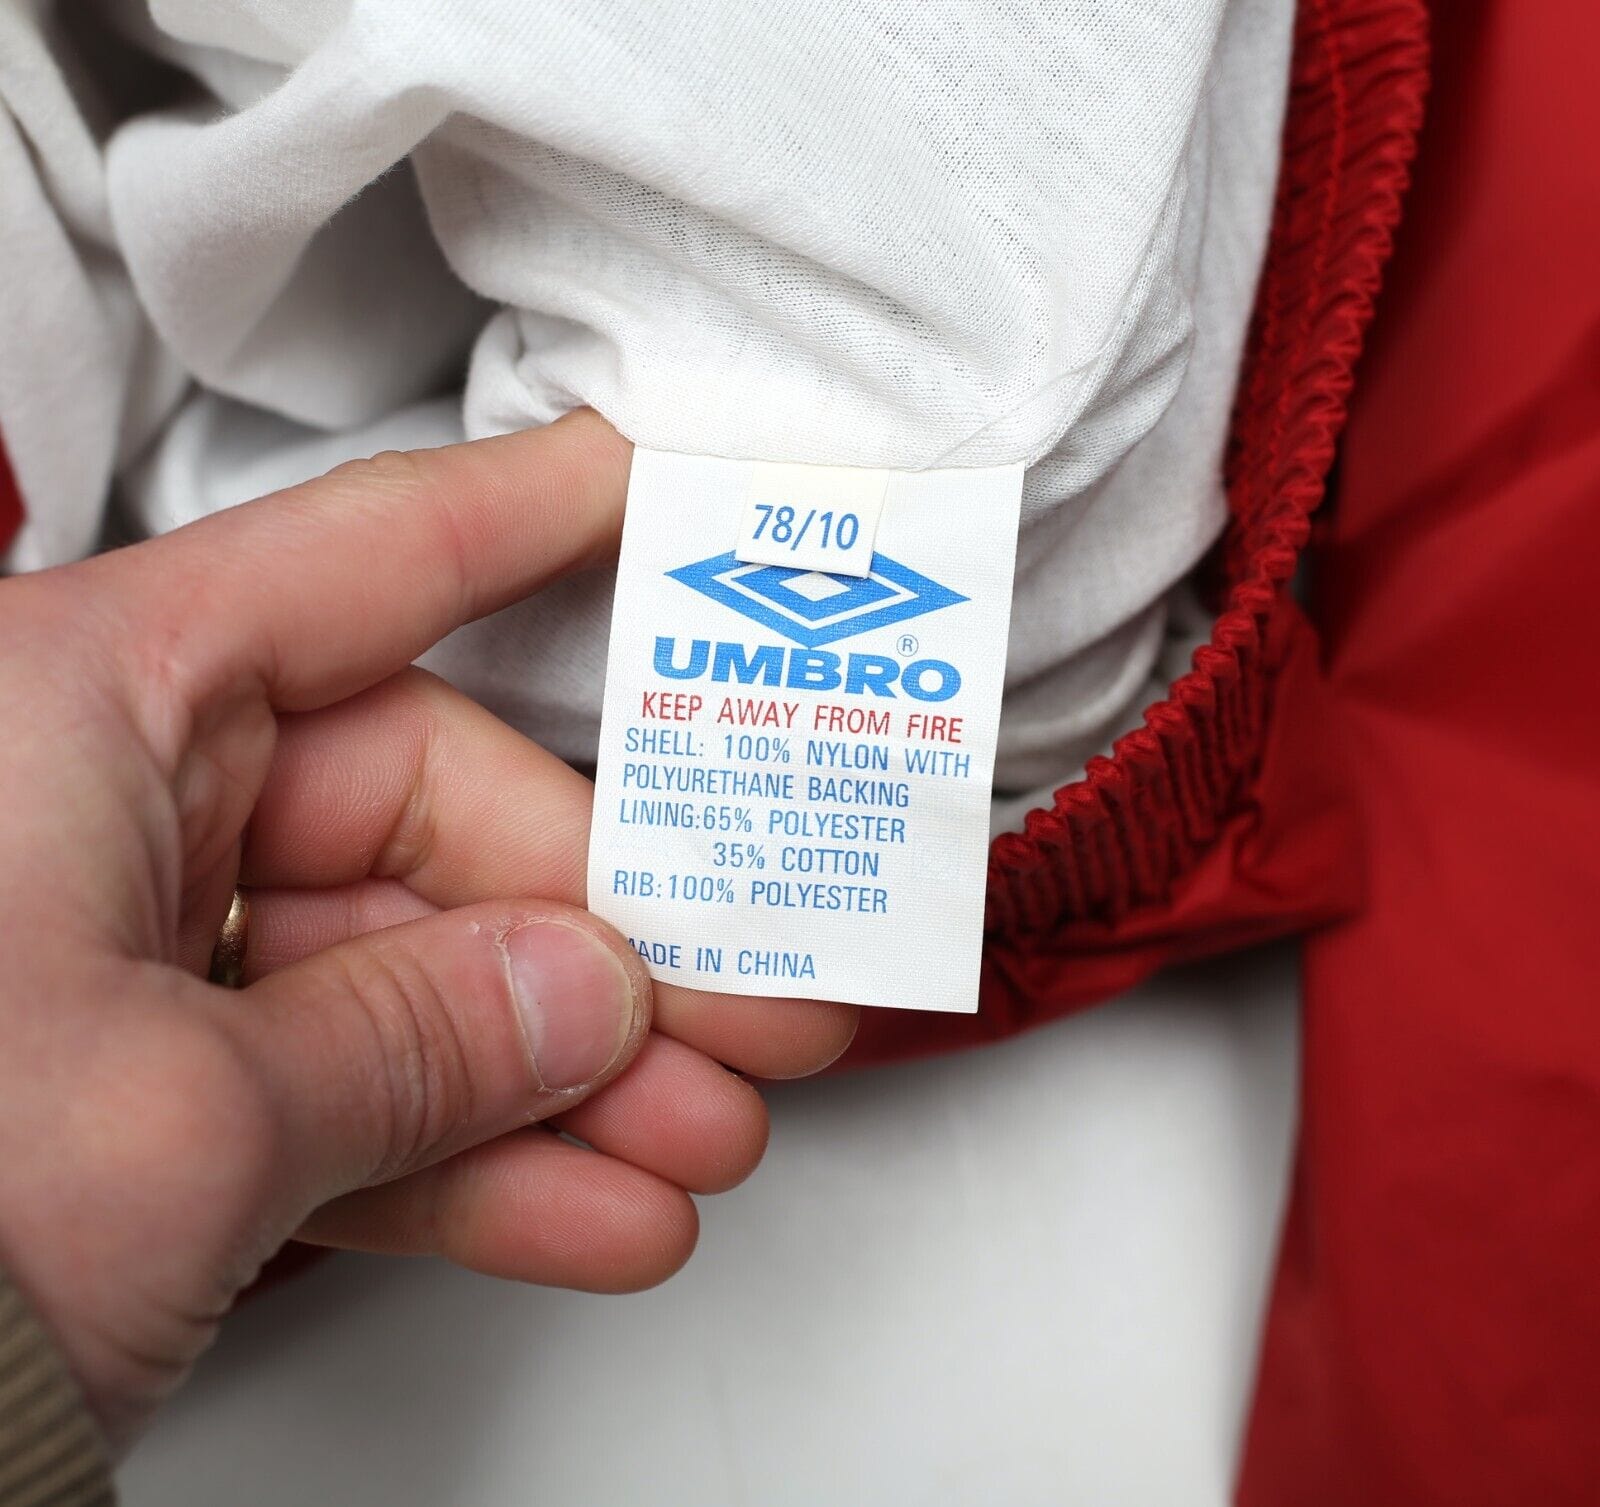 78/10
UMBRO®
KEEP AWAY FROM FIRE
SHELL: 100% NYLON WITH
POLYURETHANE BACKING
LINING:65% POLYESTER
35% COTTON
RIB:100% POLYESTER
MADE IN CHINA